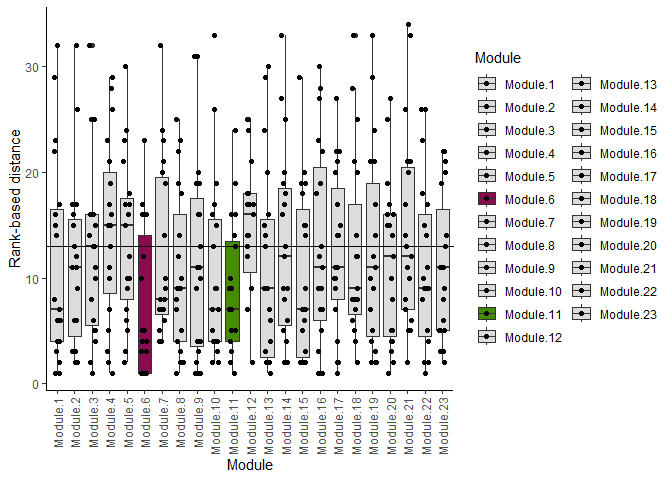 Rank-based distance
30
20
10
0
Module.1
Module.2
Module.3
Module.4
Module.5
Module.6
Module.7
Module.8
Module.9
Module.10
Module.11
Module.12
Module.13
Module.14
Module.15
Module.16
Module.17
Module.18
Module.19
Module.20
Module.21
Module.22
Module.23
Module
Module
Module.1
Module.2
Module.3
Module.4
Module.5
Module.6
Module.7
Module.8
Module.9
Module.10
Module.11
Module.12
Module.13
Module.14
Module.15
Module.16
Module.17
Module.18
Module.19
Module.20
Module.21
Module.22
Module.23